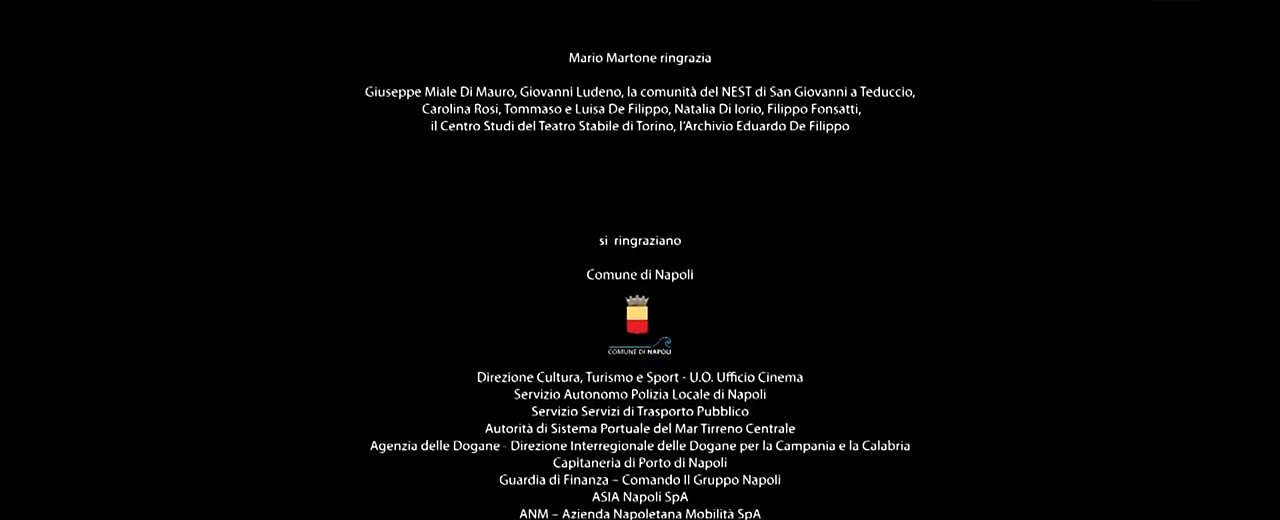 Mario Martone ringrazia
Giuseppe Miale Di Mauro, Giovanni Ludeno, la comunità del NEST di San Giovanni a Teduccio,
Carolina Rosi, Tommaso e Luisa De Filippo, Natalia Di Iorio, Filippo Fonsatti,
il Centro Studi del Teatro Stabile di Torino, l'Archivio Eduardo De Filippo
si ringraziano
Comune di Napoli
COMUNE DI NAPOLI
Direzione Cultura, Turismo e Sport - U.O. Ufficio Cinema
Servizio Autonomo Polizia Locale di Napoli
Servizio Servizi di Trasporto Pubblico
Autorità di Sistema Portuale del Mar Tirreno Centrale
Agenzia delle Dogane - Direzione Interregionale delle Dogane per la Campania e la Calabria
Capitaneria di Porto di Napoli
Guardia di Finanza – Comando II Gruppo Napoli
ASIA Napoli SpA
ANM – Azienda Napoletana Mobilità SpA